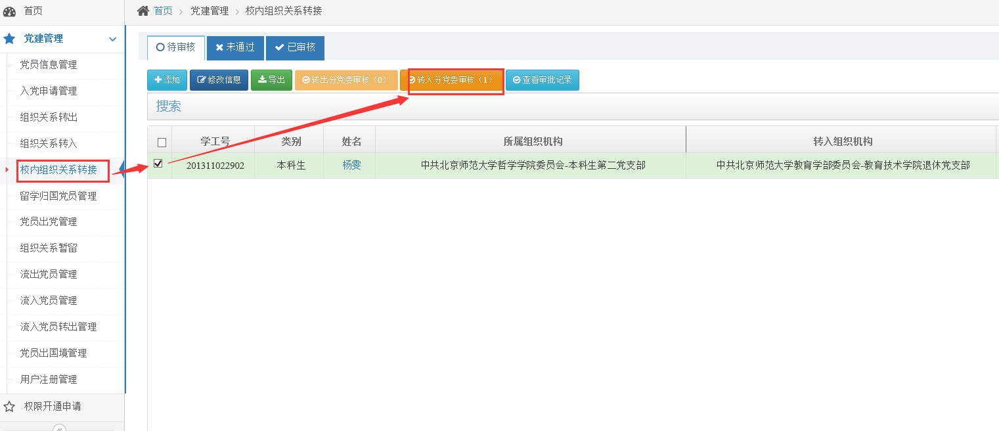 首页
党建管理
党员信息管理
入党申请管理
组织关系转出
组织关系转入
校内组织关系转接
留学归国党员管理
党员出党管理
组织关系暂留
流出党员管理
流入党员管理
流入党员转出管理
党员出国境管理
用户注册管理
权限开通申请
首页 > 党建管理 > 校内组织关系转接
待审核 未通过 已审核
添加 修改信息 导出 转出分党委审核（0） 转入分党委审核（1） 查看审批记录
搜索
学工号 类别 姓名 所属组织机构 转入组织机构
201311022902 本科生 杨雯 中共北京师范大学哲学学院委员会-本科生第二党支部 中共北京师范大学教育学部委员会-教育技术学院退休党支部